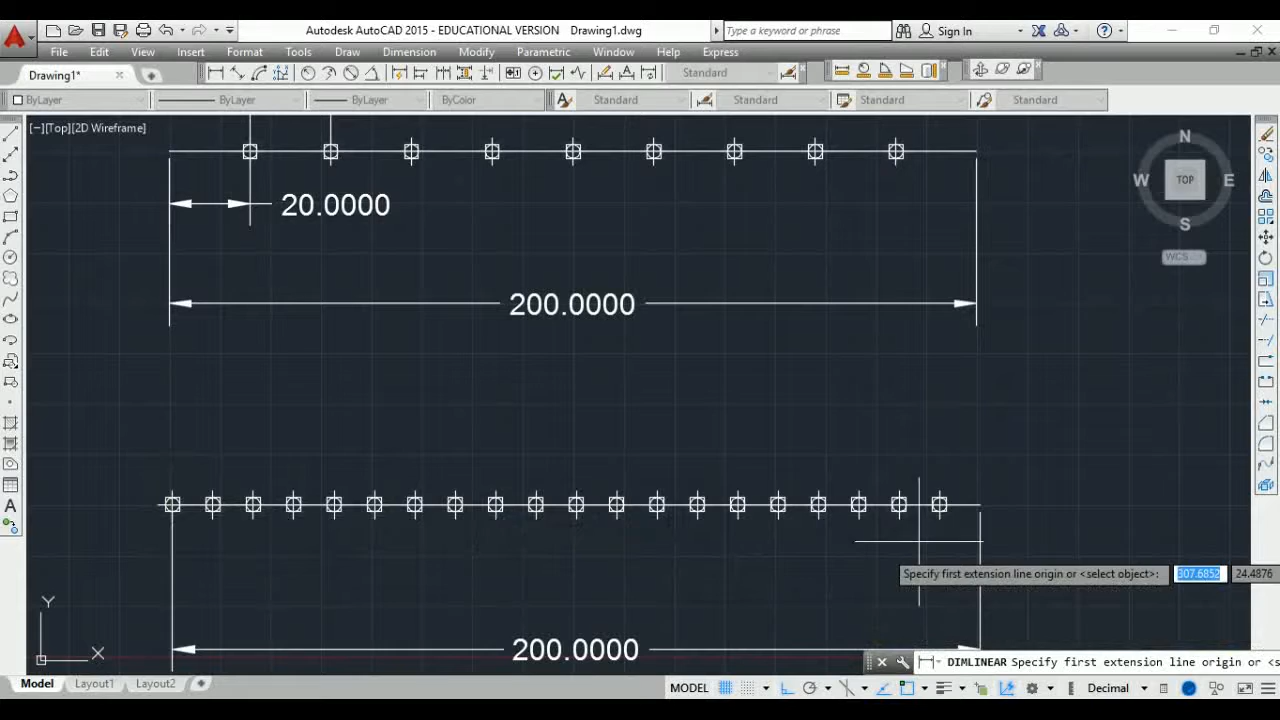 Autodesk AutoCAD 2015 - EDUCATIONAL VERSION Drawing1.dwg
Type a keyword or phrase
Sign In
File Edit View Insert Format Tools Draw Dimension Modify Parametric Window Help Express
Drawing1*
Standard
ByLayer ByLayer ByLayer ByColor Standard Standard Standard Standard
[−][Top][2D Wireframe]
N
W TOP E
S
WCS
20.0000
200.0000
Specify first extension line origin or <select object>: 307.6852 24.4876
Y
X
200.0000
DIMLINEAR Specify first extension line origin or <s
Model Layout1 Layout2 MODEL Decimal